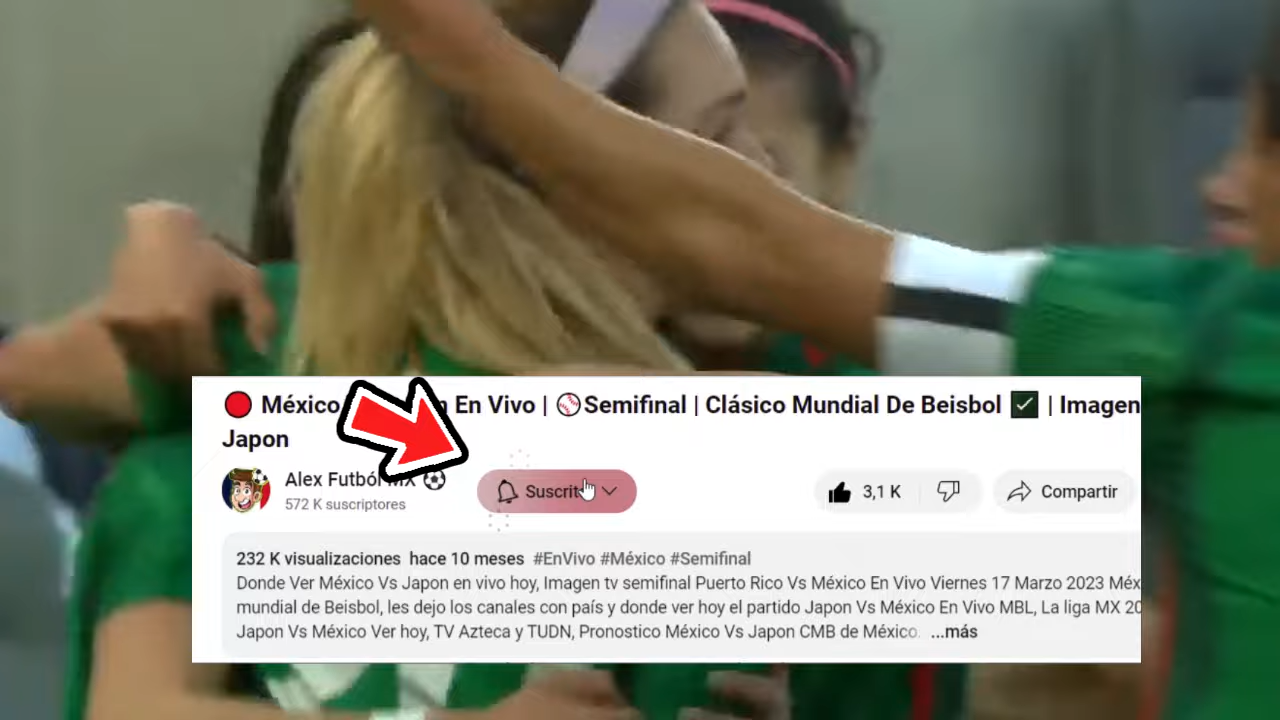 México En Vivo | Semifinal | Clásico Mundial De Beisbol | Imagen
Japon
Alex Futból MX
572 K suscriptores
Suscrit
3,1 K
Compartir
232 K visualizaciones hace 10 meses #EnVivo #México #Semifinal
Donde Ver México Vs Japon en vivo hoy, Imagen tv semifinal Puerto Rico Vs México En Vivo Viernes 17 Marzo 2023 Méx
mundial de Beisbol, les dejo los canales con país y donde ver hoy el partido Japon Vs México En Vivo MBL, La liga MX 20
Japon Vs México Ver hoy, TV Azteca y TUDN, Pronostico México Vs Japon CMB de México. ...más